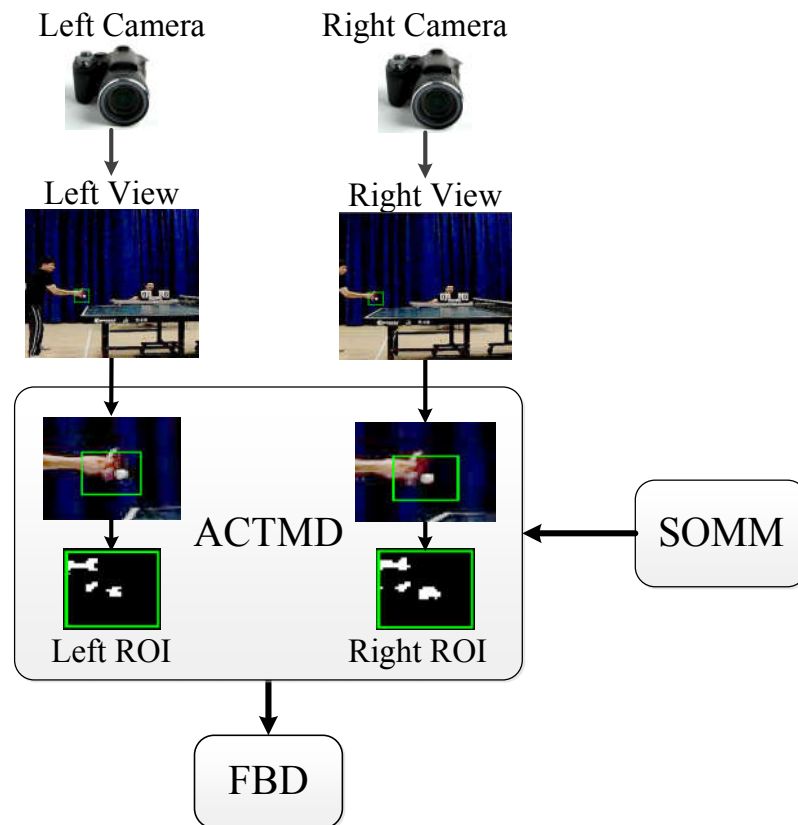 Left Camera
Right Camera
Left View
Right View
ACTMD
SOMM
Left ROI
Right ROI
FBD